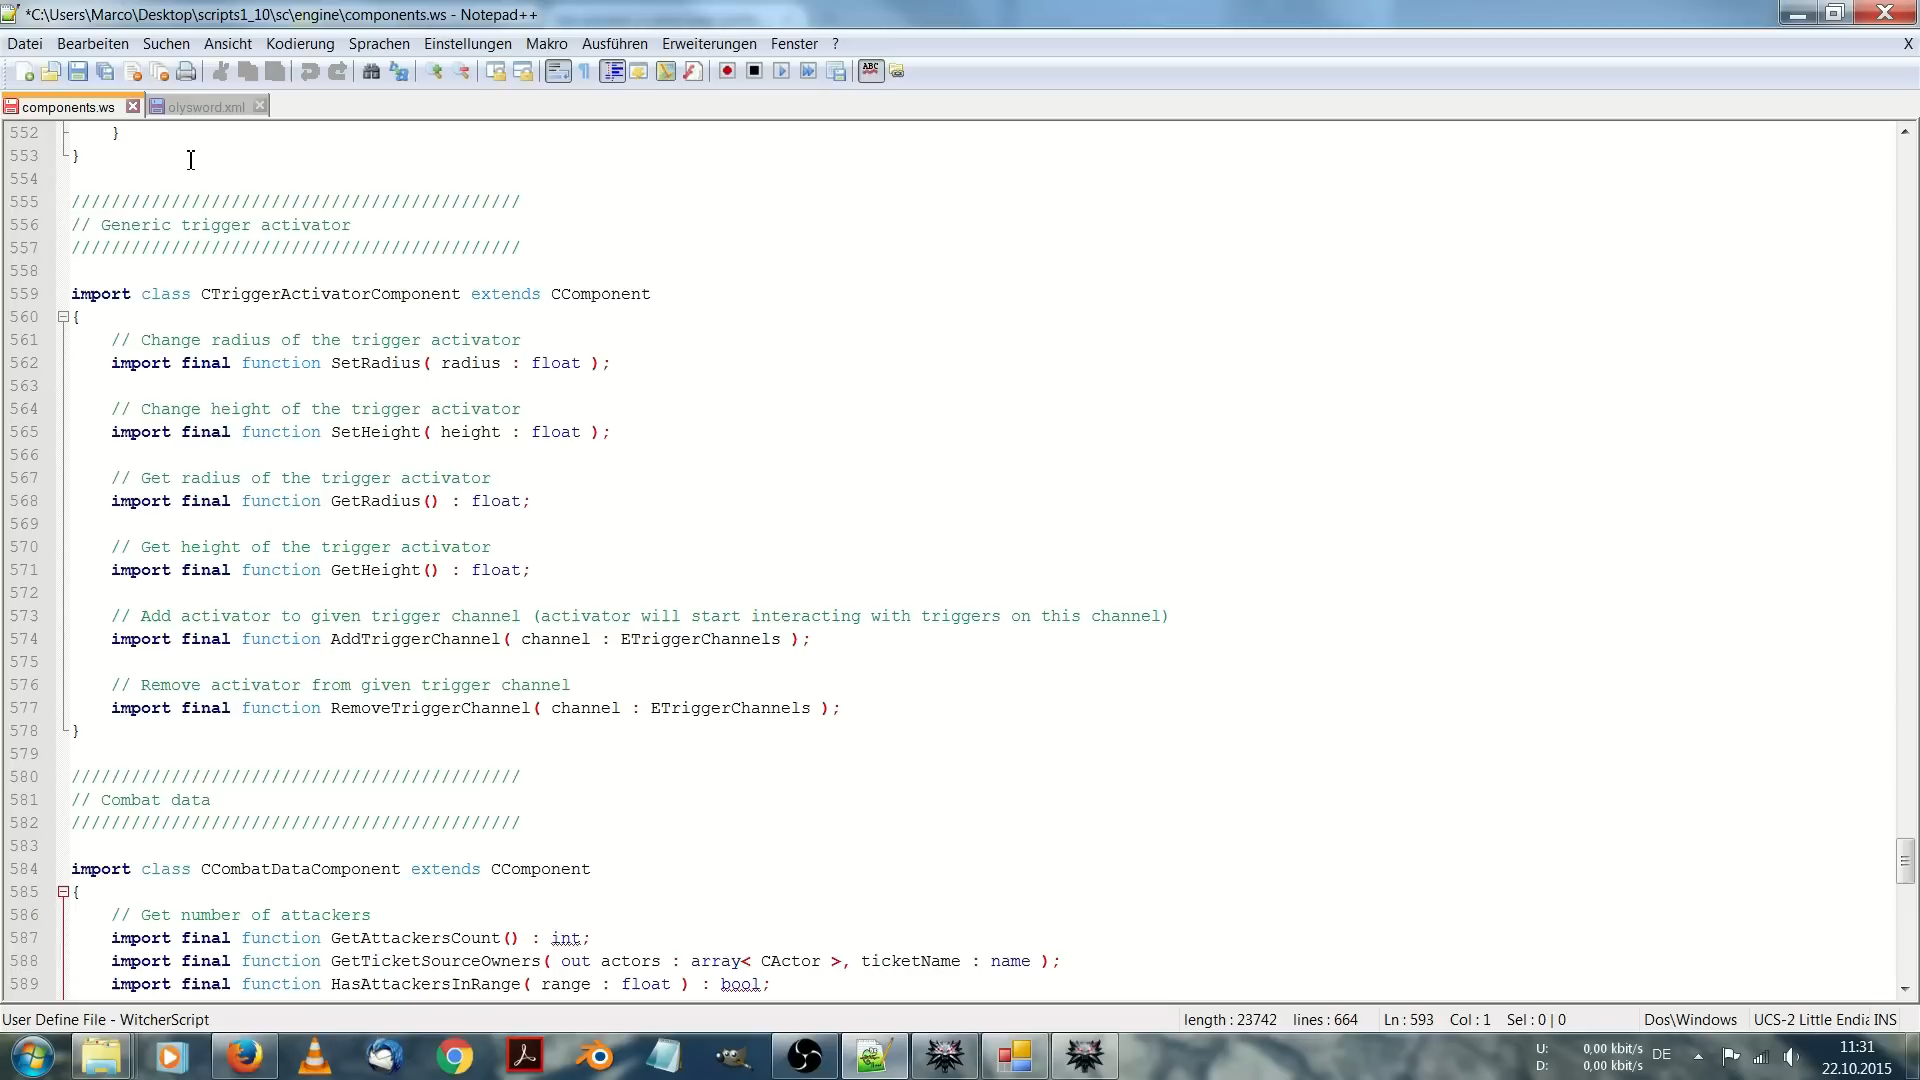 *C:\Users\Marco\Desktop\scripts1_10\sc\engine\components.ws - Notepad++
Datei Bearbeiten Suchen Ansicht Kodierung Sprachen Einstellungen Makro Ausführen Erweiterungen Fenster ? X
ABC
components.ws olysword.xml
552 }
553 }
554
555 /////////////////////////////////////////////
556 // Generic trigger activator
557 /////////////////////////////////////////////
558
559 import class CTriggerActivatorComponent extends CComponent
560 {
561 // Change radius of the trigger activator
562 import final function SetRadius( radius : float );
563
564 // Change height of the trigger activator
565 import final function SetHeight( height : float );
566
567 // Get radius of the trigger activator
568 import final function GetRadius() : float;
569
570 // Get height of the trigger activator
571 import final function GetHeight() : float;
572
573 // Add activator to given trigger channel (activator will start interacting with triggers on this channel)
574 import final function AddTriggerChannel( channel : ETriggerChannels );
575
576 // Remove activator from given trigger channel
577 import final function RemoveTriggerChannel( channel : ETriggerChannels );
578 }
579
580 /////////////////////////////////////////////
581 // Combat data
582 /////////////////////////////////////////////
583
584 import class CCombatDataComponent extends CComponent
585 {
586 // Get number of attackers
587 import final function GetAttackersCount() : int;
588 import final function GetTicketSourceOwners( out actors : array< CActor >, ticketName : name );
589 import final function HasAttackersInRange( range : float ) : bool;
User Define File - WitcherScript length : 23742 lines : 664 Ln : 593 Col : 1 Sel : 0 | 0 Dos\Windows UCS-2 Little Endia INS
U: 0,00 kbit/s DE 11:31
D: 0,00 kbit/s 22.10.2015